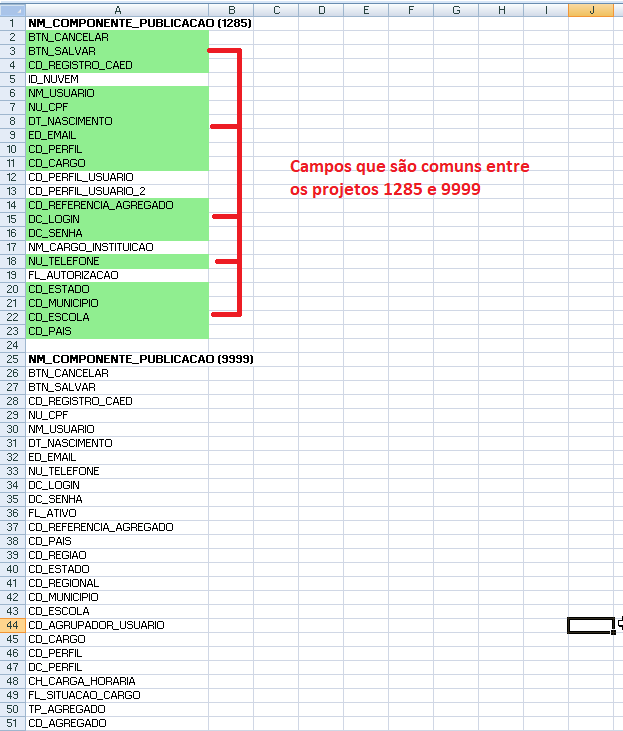 A B C D E F G H I J
1 NM_COMPONENTE_PUBLICACAO (1285)
2 BTN_CANCELAR
3 BTN_SALVAR
4 CD_REGISTRO_CAED
5 ID_NUVEM
6 NM_USUARIO
7 NU_CPF
8 DT_NASCIMENTO
9 ED_EMAIL
10 CD_PERFIL
11 CD_CARGO
12 CD_PERFIL_USUARIO
13 CD_PERFIL_USUARIO_2
14 CD_REFERENCIA_AGREGADO
15 DC_LOGIN
16 DC_SENHA
17 NM_CARGO_INSTITUICAO
18 NU_TELEFONE
19 FL_AUTORIZACAO
20 CD_ESTADO
21 CD_MUNICIPIO
22 CD_ESCOLA
23 CD_PAIS
Campos que são comuns entre
os projetos 1285 e 9999
24
25 NM_COMPONENTE_PUBLICACAO (9999)
26 BTN_CANCELAR
27 BTN_SALVAR
28 CD_REGISTRO_CAED
29 NU_CPF
30 NM_USUARIO
31 DT_NASCIMENTO
32 ED_EMAIL
33 NU_TELEFONE
34 DC_LOGIN
35 DC_SENHA
36 FL_ATIVO
37 CD_REFERENCIA_AGREGADO
38 CD_PAIS
39 CD_REGIAO
40 CD_ESTADO
41 CD_REGIONAL
42 CD_MUNICIPIO
43 CD_ESCOLA
44 CD_AGRUPADOR_USUARIO
45 CD_CARGO
46 CD_PERFIL
47 DC_PERFIL
48 CH_CARGA_HORARIA
49 FL_SITUACAO_CARGO
50 TP_AGREGADO
51 CD_AGREGADO